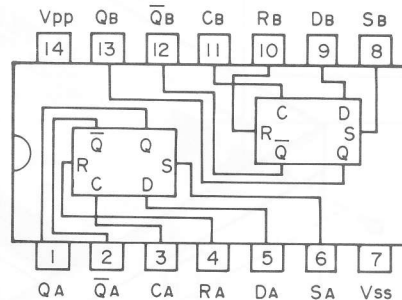 Vpp QB Q̅B CB RB DB SB
14 13 12 11 10 9 8
C D
R S
Q̅ Q
Q̅ Q
R S
C D
1 2 3 4 5 6 7
QA Q̅A CA RA DA SA Vss